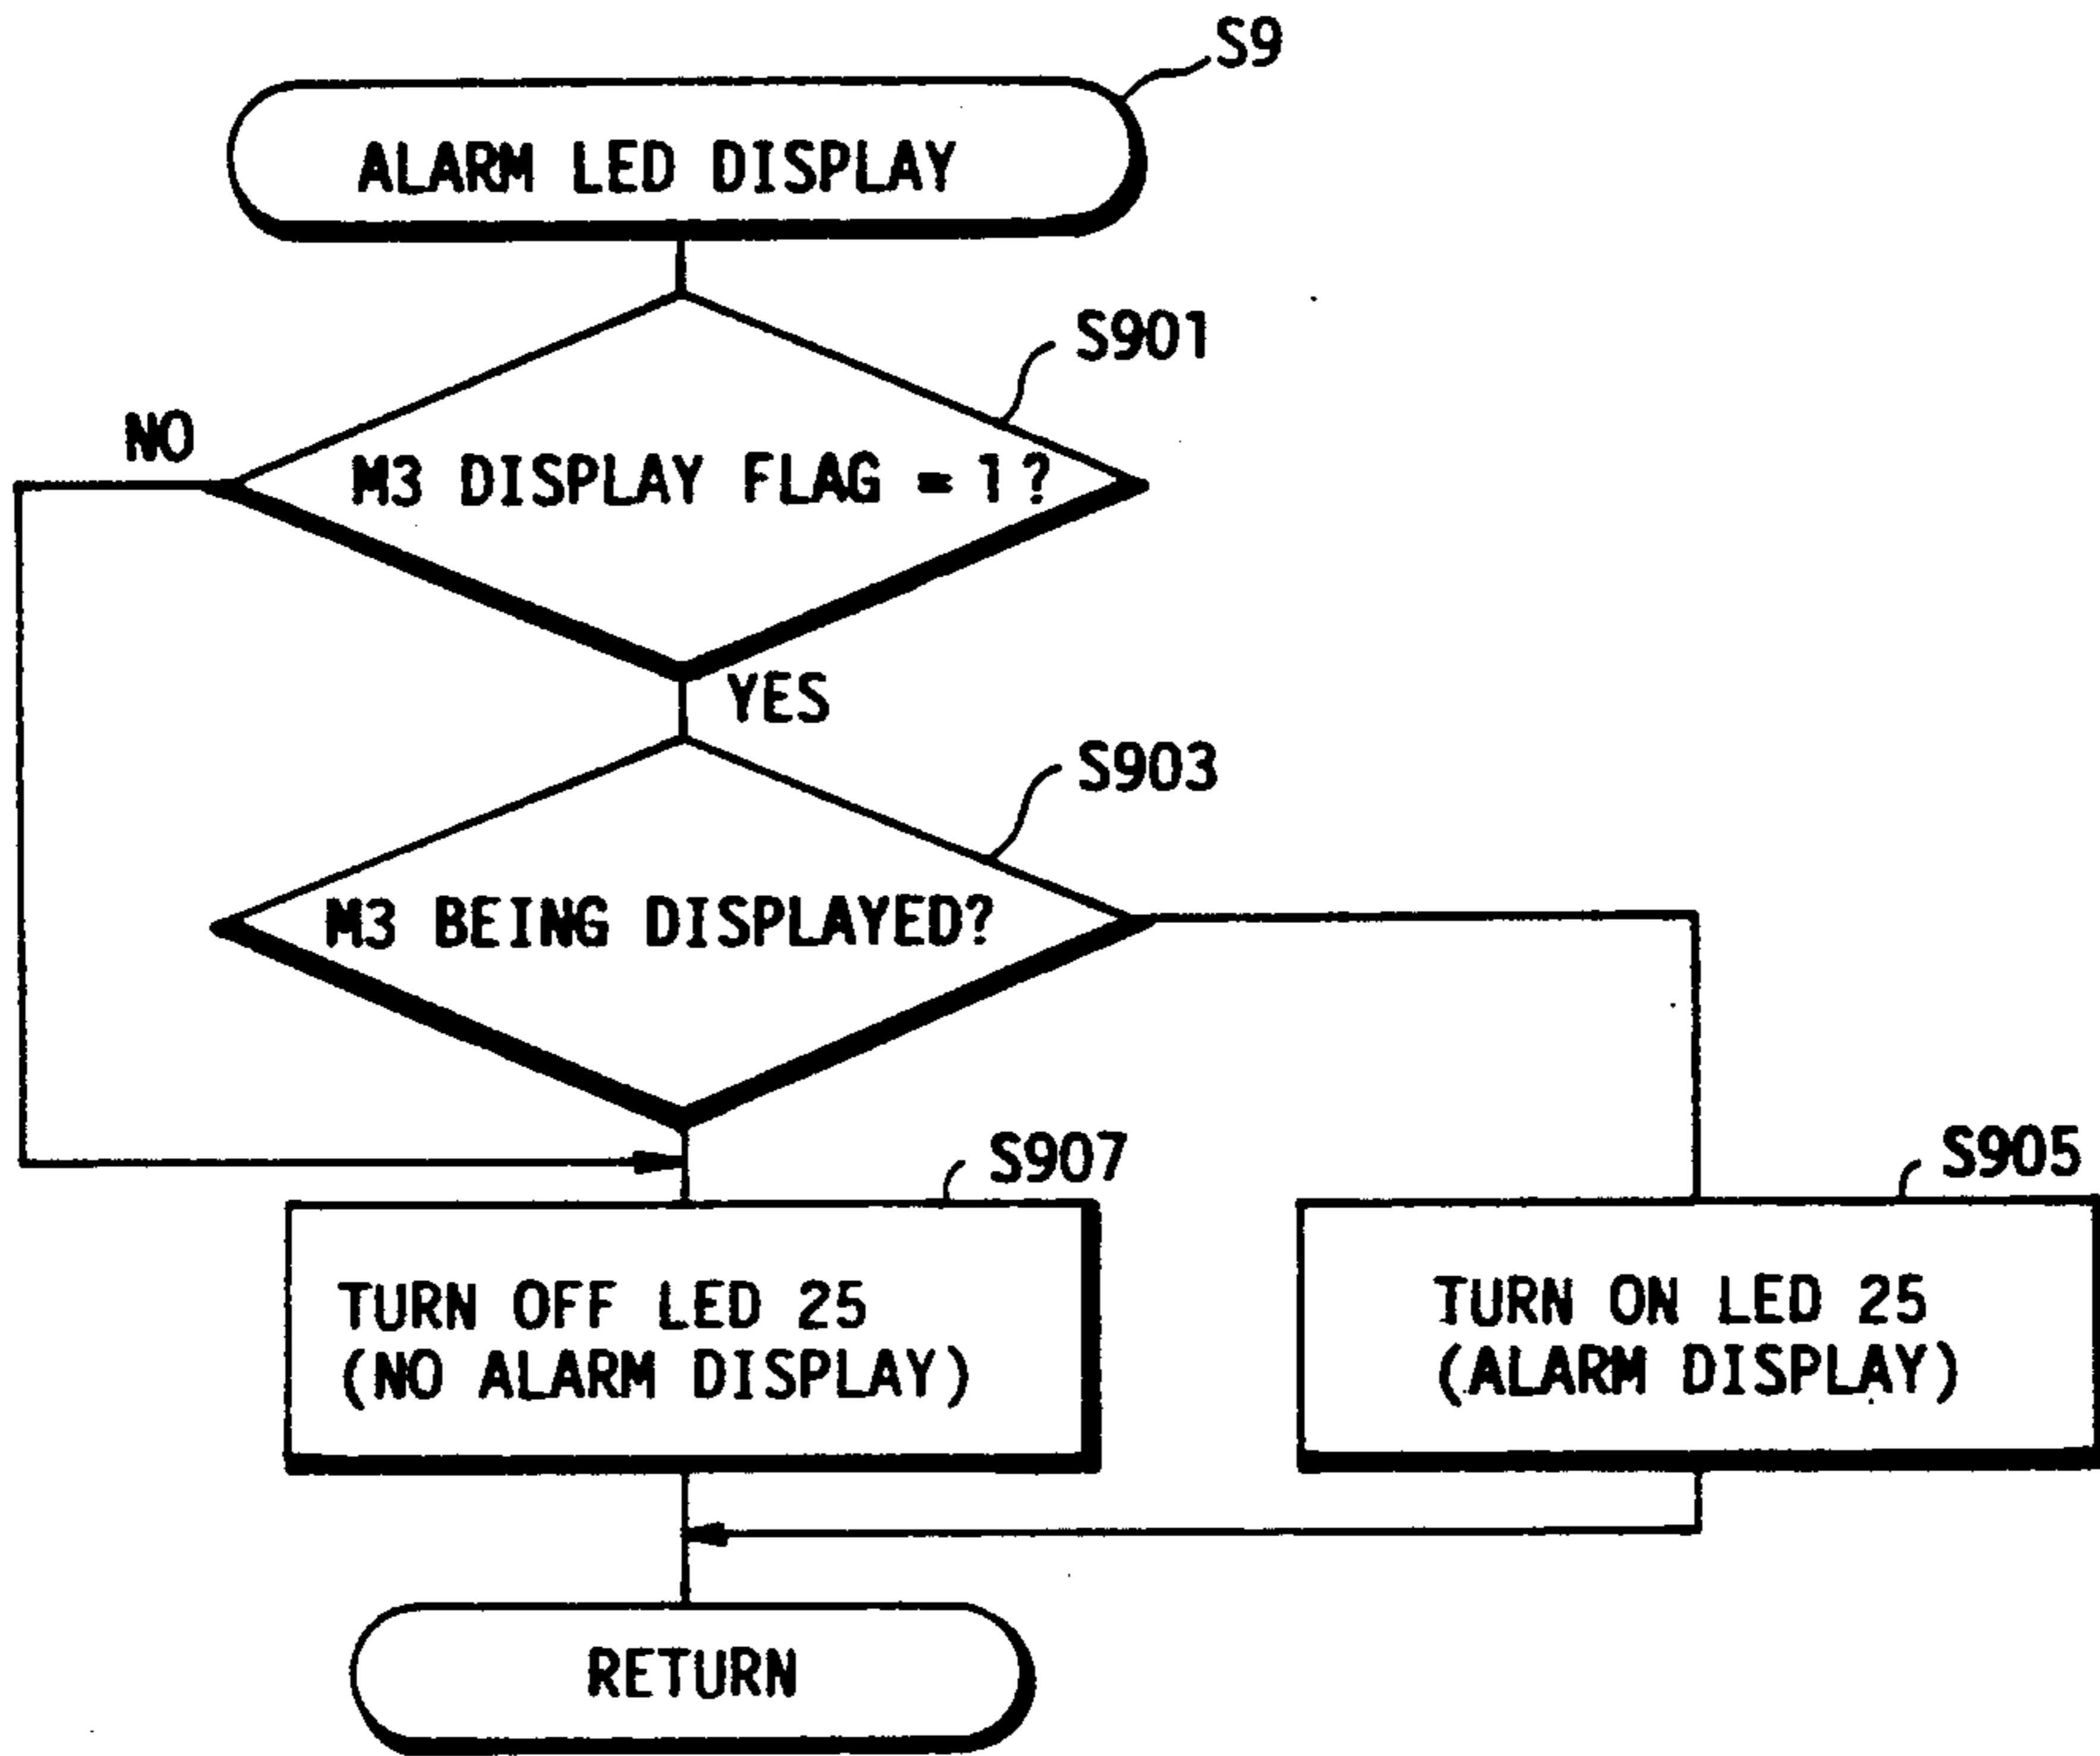 S9
ALARM LED DISPLAY
S901
NO
M3 DISPLAY FLAG = 1 ?
YES
S903
M3 BEING DISPLAYED?
S907
S905
TURN OFF LED 25
(NO ALARM DISPLAY)
TURN ON LED 25
(ALARM DISPLAY)
RETURN